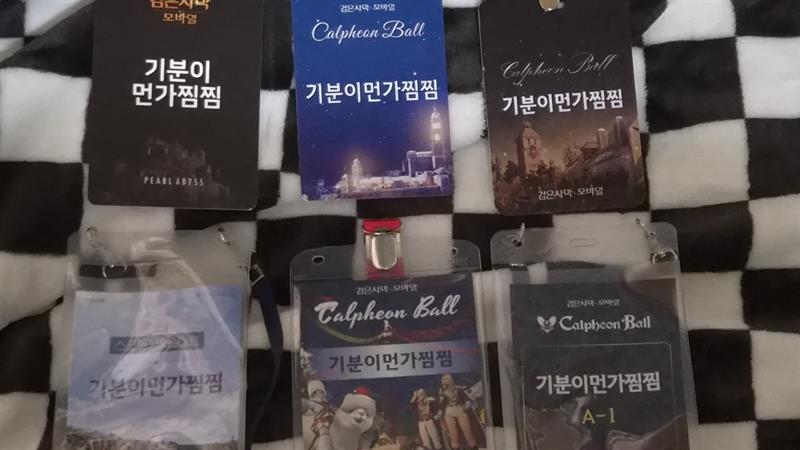 검은사막
모바일
기분이
먼가찜찜
PEARL ABYSS
검은사막·모바일
Calpheon Ball
기분이먼가찜찜
Calpheon Ball
기분이먼가찜찜
검은사막·모바일
기분이먼가찜찜
검은사막·모바일
Calpheon Ball
기분이먼가찜찜
검은사막·모바일
Calpheon Ball
기분이먼가찜찜
A-1